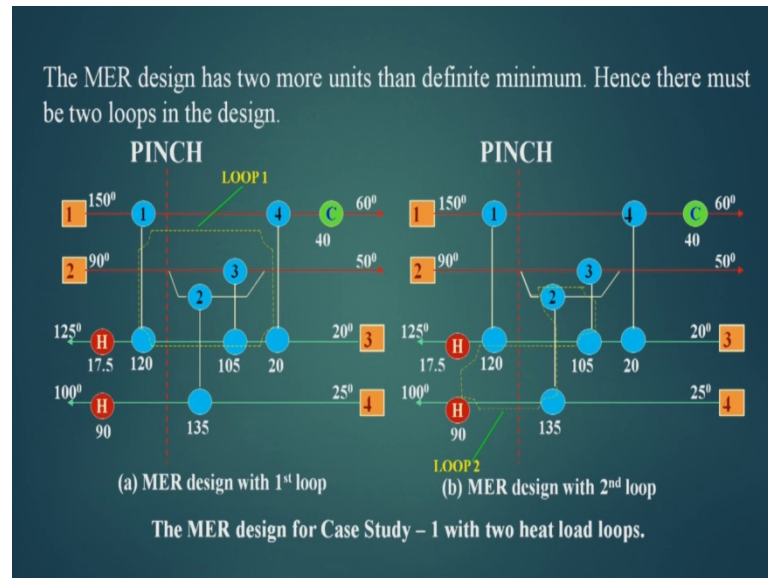 The MER design has two more units than definite minimum. Hence there must
be two loops in the design.
PINCH
PINCH
LOOP 1
1 150⁰ 1 4 C 60⁰
40
2 90⁰ 3 50⁰
2
125⁰ H 20⁰ 3
17.5 120 105 20
100⁰ H 25⁰ 4
90 135
1 150⁰ 1 4 C 60⁰
40
2 90⁰ 3 50⁰
2
125⁰ H 20⁰ 3
17.5 120 105 20
100⁰ H 25⁰ 4
90 135
LOOP 2
(a) MER design with 1st loop
(b) MER design with 2nd loop
The MER design for Case Study – 1 with two heat load loops.